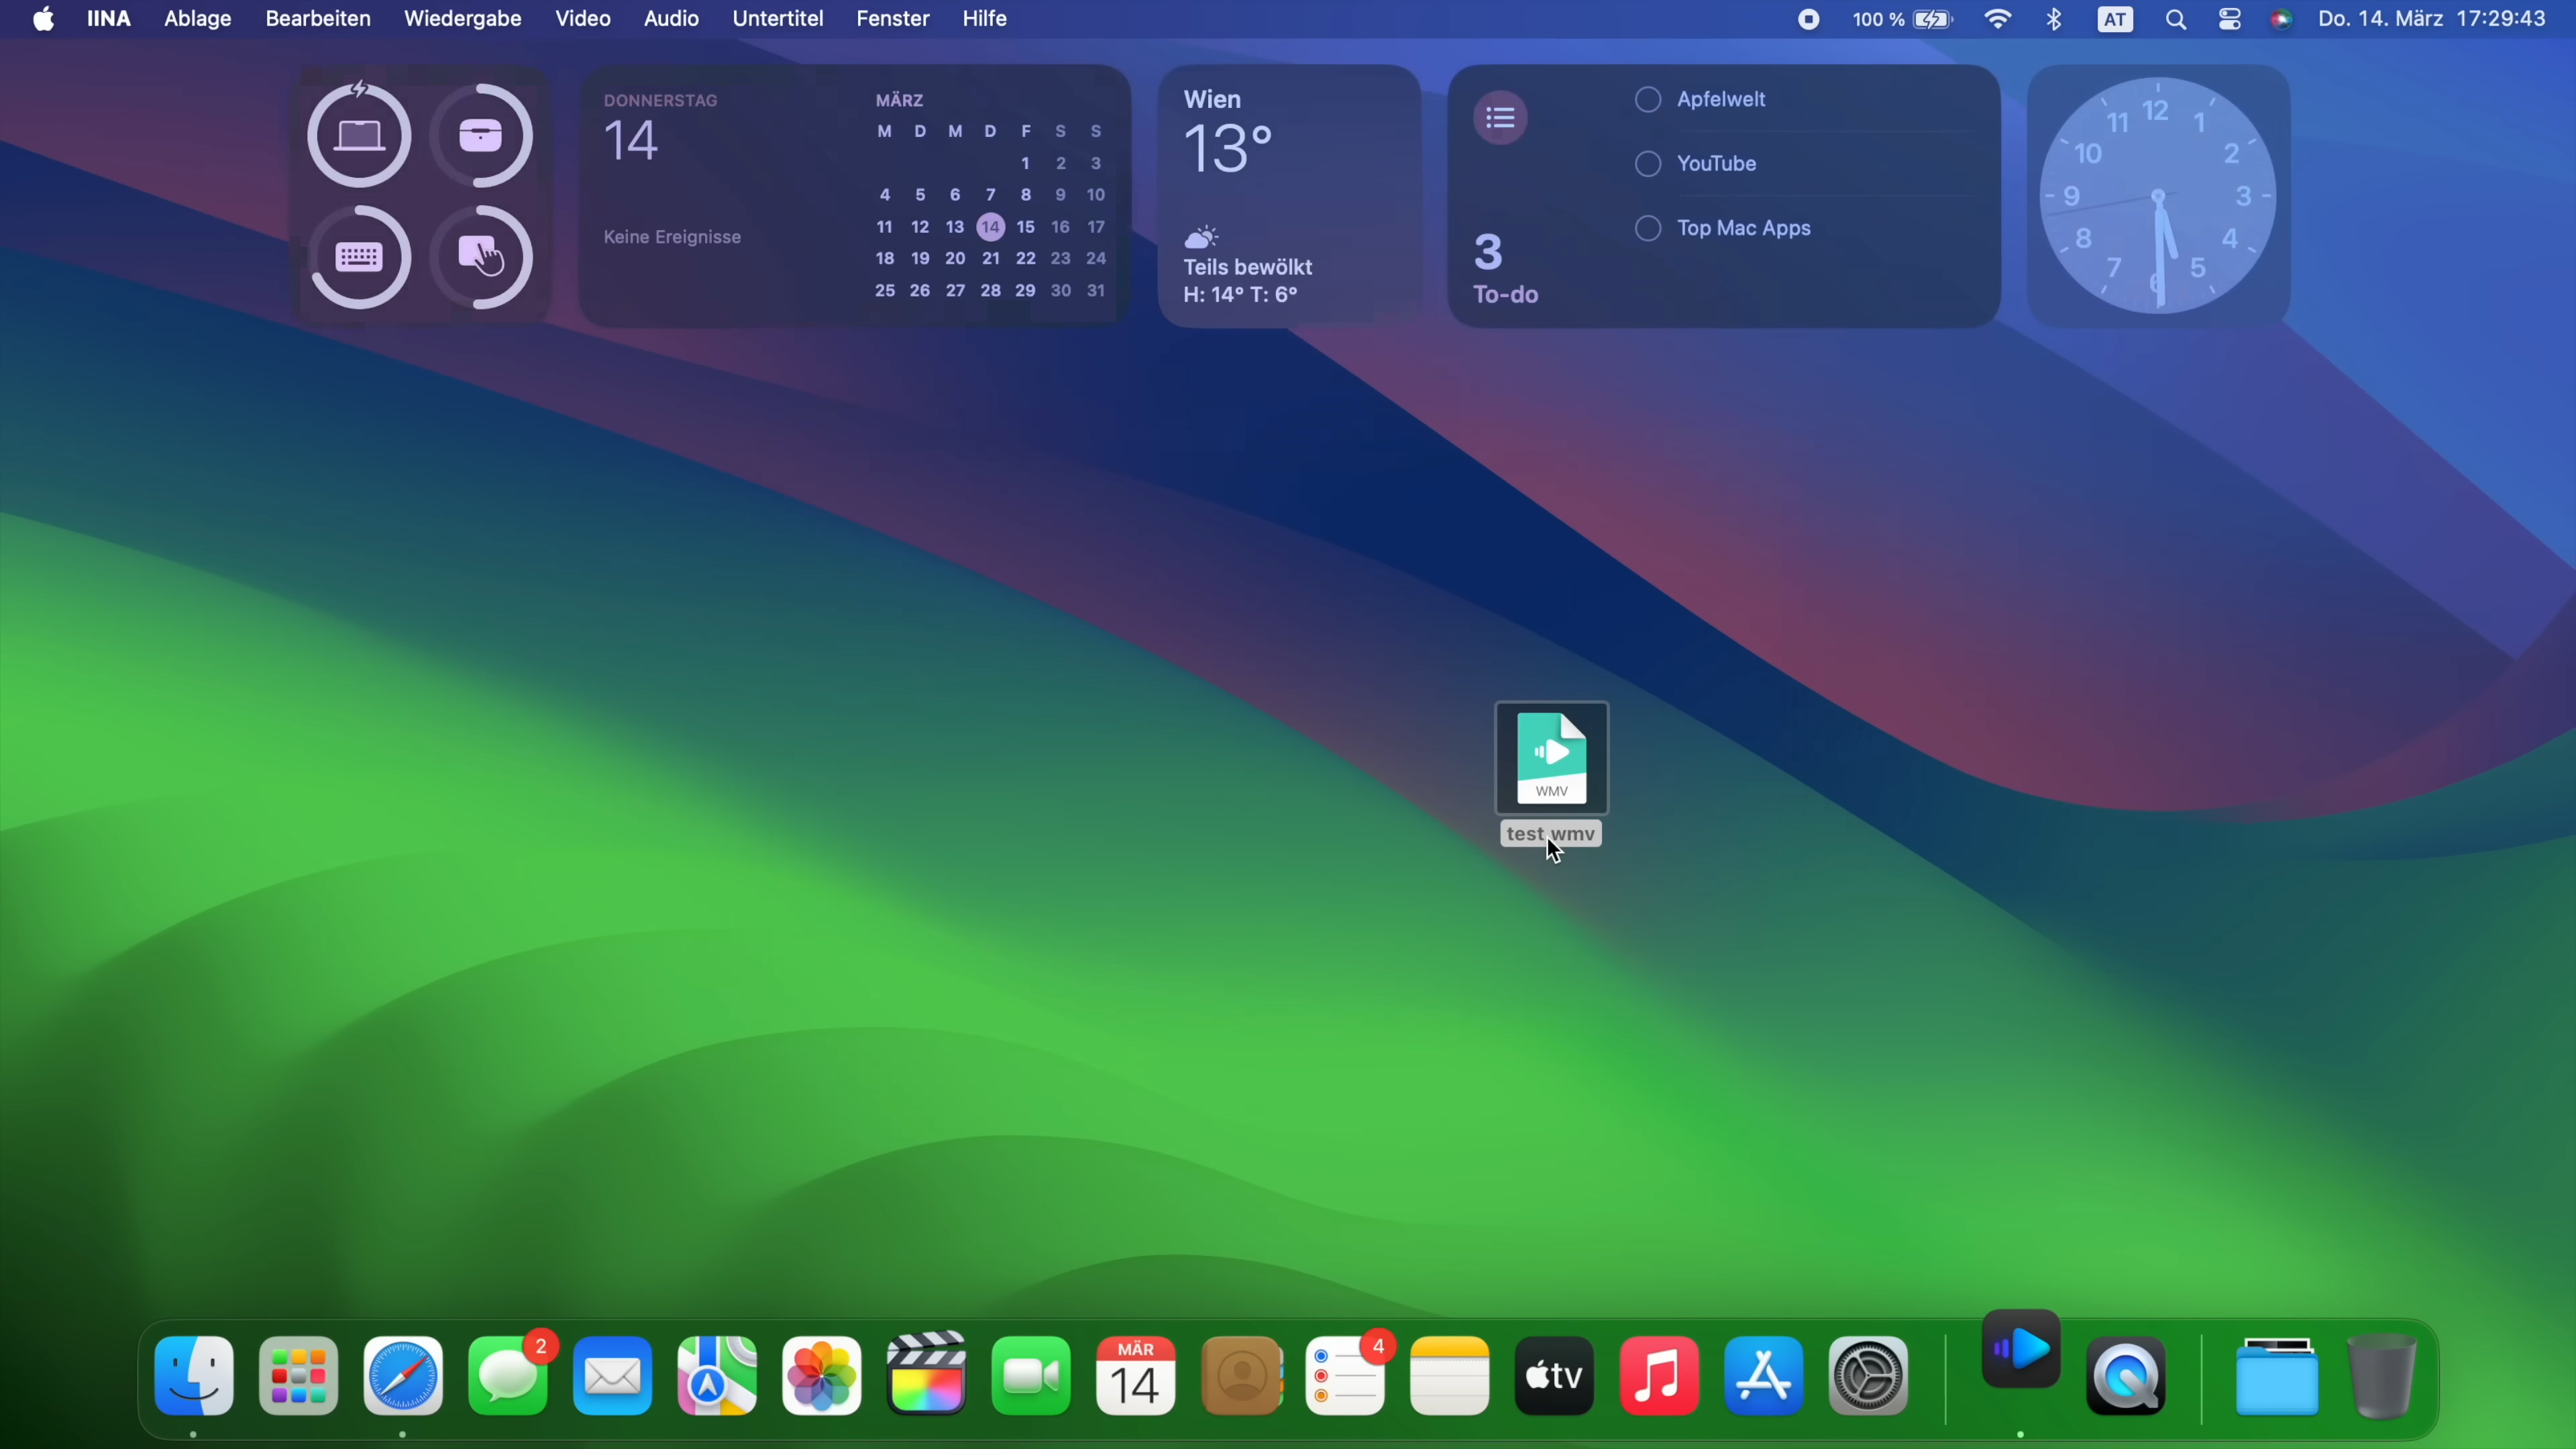 IINA Ablage Bearbeiten Wiedergabe Video Audio Untertitel Fenster Hilfe 100 % AT Do. 14. März 17:29:43
DONNERSTAG
14
Keine Ereignisse
MÄRZ
M D M D F S S
1 2 3
4 5 6 7 8 9 10
11 12 13 14 15 16 17
18 19 20 21 22 23 24
25 26 27 28 29 30 31
Wien
13°
Teils bewölkt
H: 14° T: 6°
3
To-do
Apfelwelt
YouTube
Top Mac Apps
12 1 2 3 4 5 6 7 8 9 10 11
WMV
test.wmv
2
MÄR
14
4
tv